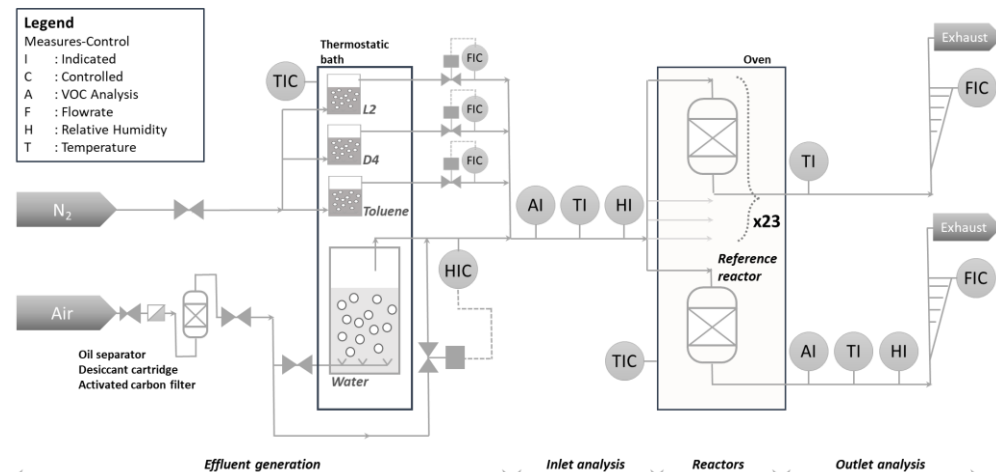 Legend
Measures-Control
I : Indicated
C : Controlled
A : VOC Analysis
F : Flowrate
H : Relative Humidity
T : Temperature
Thermostatic
bath
TIC
L2
D4
Toluene
FIC
FIC
FIC
N2
Air
Oil separator
Desiccant cartridge
Activated carbon filter
Water
HIC
AI
TI
HI
Oven
x23
Reference
reactor
TIC
TI
Exhaust
FIC
Exhaust
FIC
AI
TI
HI
Effluent generation
Inlet analysis
Reactors
Outlet analysis